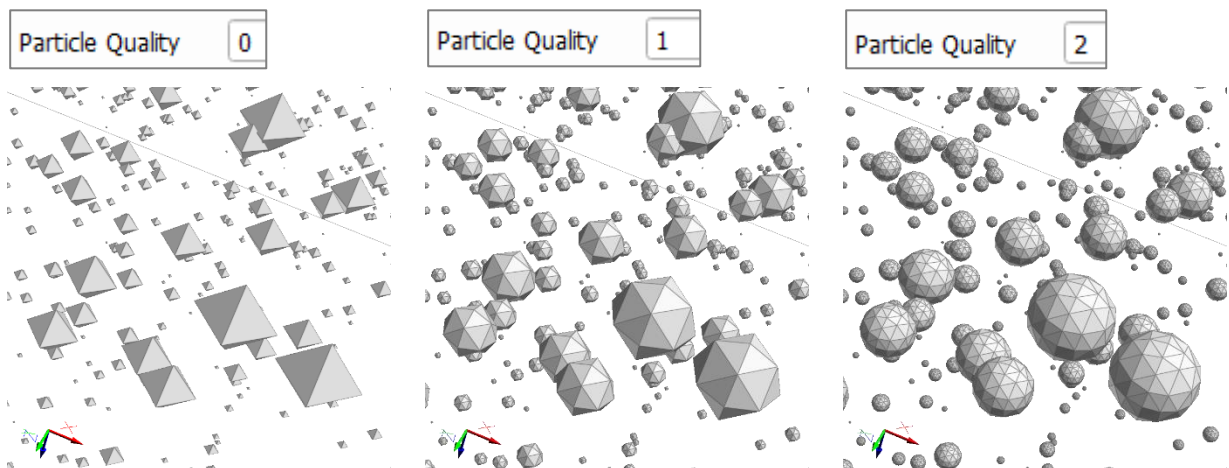 Particle Quality 0
Particle Quality 1
Particle Quality 2
X
X
X